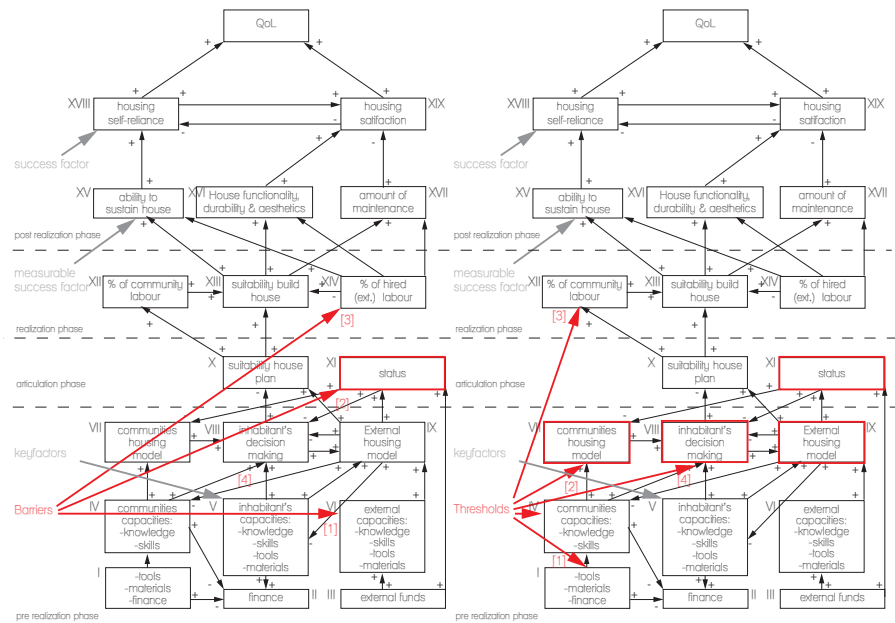 QoL
+ +
XVIII
housing
self-reliance
+ +
- -
housing
satifaction
XIX
success factor
XV
ability to
sustain house
XVI
House functionality,
durability & aesthetics
amount of
maintenance
XVII
post realization phase
measurable
success factor
XII
% of community
labour
XIII
suitability build
house
XIV
% of hired
(ext.) labour
[3]
realization phase
X
suitability house
plan
XI
status
articulation phase
[2]
VII
communities
housing
model
VIII
inhabitant's
decision
making
External
housing
model
IX
keyfactors
[4]
Barriers
IV
communities
capacities:
-knowledge
-skills
V
inhabitant's
capacities:
-knowledge
-skills
-tools
-materials
VI
[1]
external
capacities:
-knowledge
-skills
-tools
-materials
I
-tools
-materials
-finance
finance
II
III
external funds
pre realization phase
QoL
+ +
XVIII
housing
self-reliance
+ +
- -
housing
satifaction
XIX
success factor
XV
ability to
sustain house
XVI
House functionality,
durability & aesthetics
amount of
maintenance
XVII
post realization phase
measurable
success factor
XII
% of community
labour
XIII
suitability build
house
XIV
% of hired
(ext.) labour
[3]
realization phase
X
suitability house
plan
XI
status
articulation phase
VII
communities
housing
model
VIII
inhabitant's
decision
making
External
housing
model
IX
keyfactors
[2]
[4]
Thresholds
IV
communities
capacities:
-knowledge
-skills
V
inhabitant's
capacities:
-knowledge
-skills
-tools
-materials
VI
external
capacities:
-knowledge
-skills
-tools
-materials
[1]
I
-tools
-materials
-finance
finance
II
III
external funds
pre realization phase